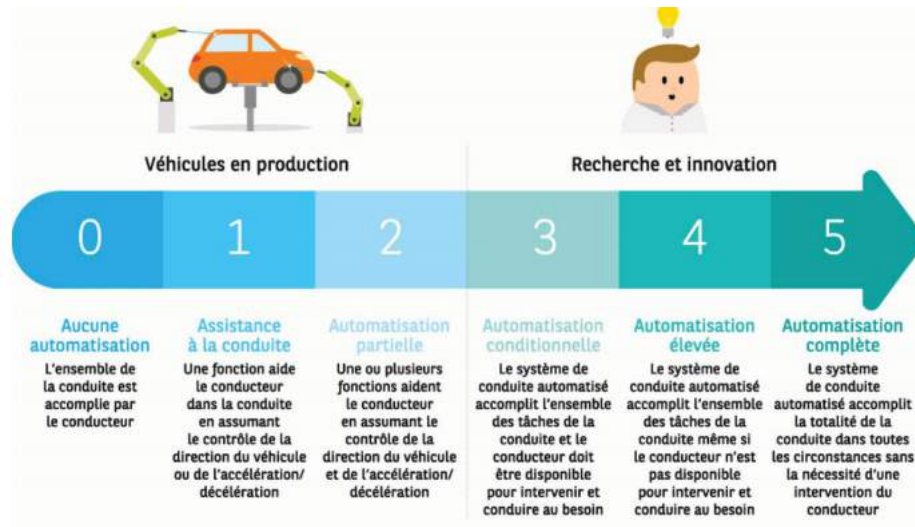 Véhicules en production
Recherche et innovation
0
1
2
3
4
5
Aucune
automatisation
L'ensemble de
la conduite est
accomplie par
le conducteur
Assistance
à la conduite
Une fonction aide
le conducteur
dans la conduite
en assumant
le contrôle de la
direction du véhicule
ou de l'accélération/
décélération
Automatisation
partielle
Une ou plusieurs
fonctions aident
le conducteur
en assumant le
contrôle de la
direction du véhicule
et de l'accélération/
décélération
Automatisation
conditionnelle
Le système de
conduite automatisé
accomplit l'ensemble
des tâches de la
conduite et le
conducteur doit
être disponible
pour intervenir et
conduire au besoin
Automatisation
élevée
Le système de
conduite automatisé
accomplit l'ensemble
des tâches de la
conduite même si
le conducteur n'est
pas disponible
pour intervenir et
conduire au besoin
Automatisation
complète
Le système
de conduite
automatisé accomplit
la totalité de la
conduite dans toutes
les circonstances sans
la nécessité d'une
intervention du
conducteur